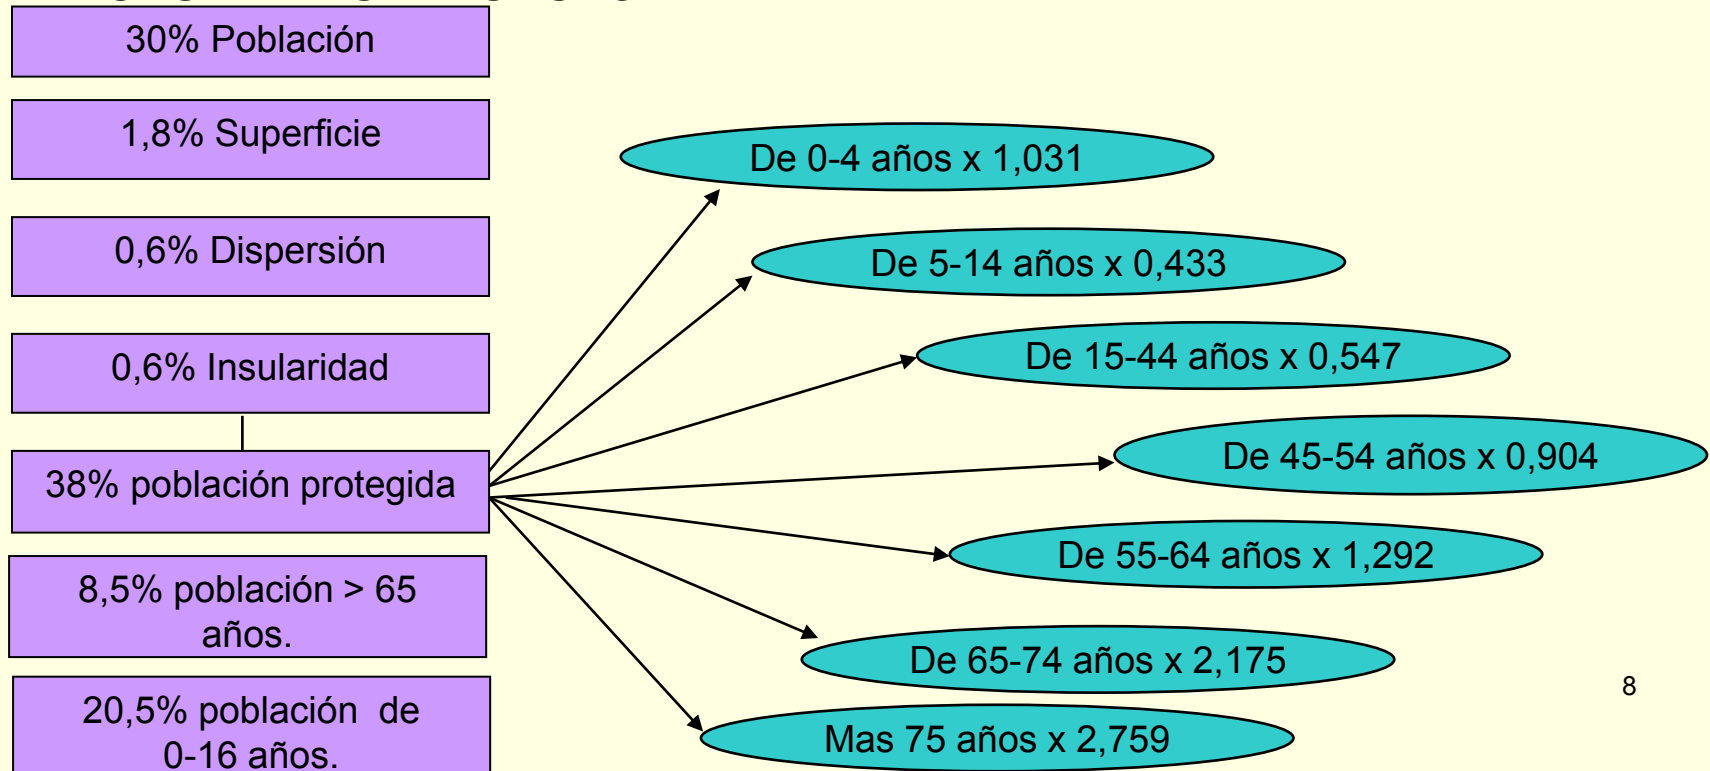 30% Población
1,8% Superficie
0,6% Dispersión
0,6% Insularidad
38% población protegida
8,5% población > 65
años.
20,5% población de
0-16 años.
De 0-4 años x 1,031
De 5-14 años x 0,433
De 15-44 años x 0,547
De 45-54 años x 0,904
De 55-64 años x 1,292
De 65-74 años x 2,175
Mas 75 años x 2,759
8